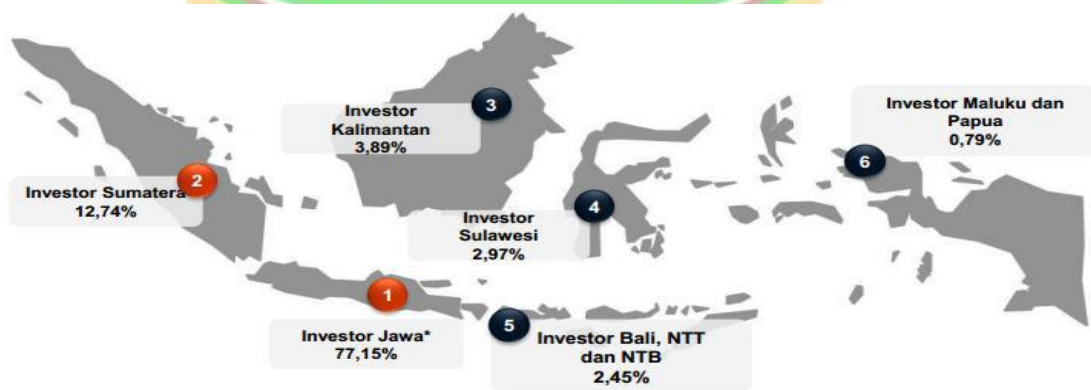 3
Investor
Kalimantan
3,89%
Investor Maluku dan
Papua
0,79%
6
2
Investor Sumatera
12,74%
4
Investor
Sulawesi
2,97%
1
Investor Jawa*
77,15%
5
Investor Bali, NTT
dan NTB
2,45%